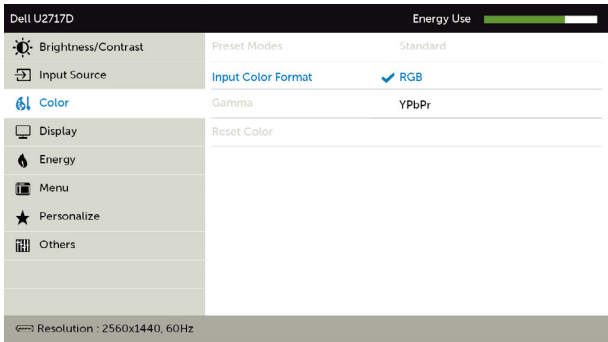 Dell U2717D Energy Use
Brightness/Contrast Preset Modes Standard
Input Source Input Color Format RGB
Color Gamma YPbPr
Display Reset Color
Energy
Menu
Personalize
Others
Resolution : 2560x1440, 60Hz